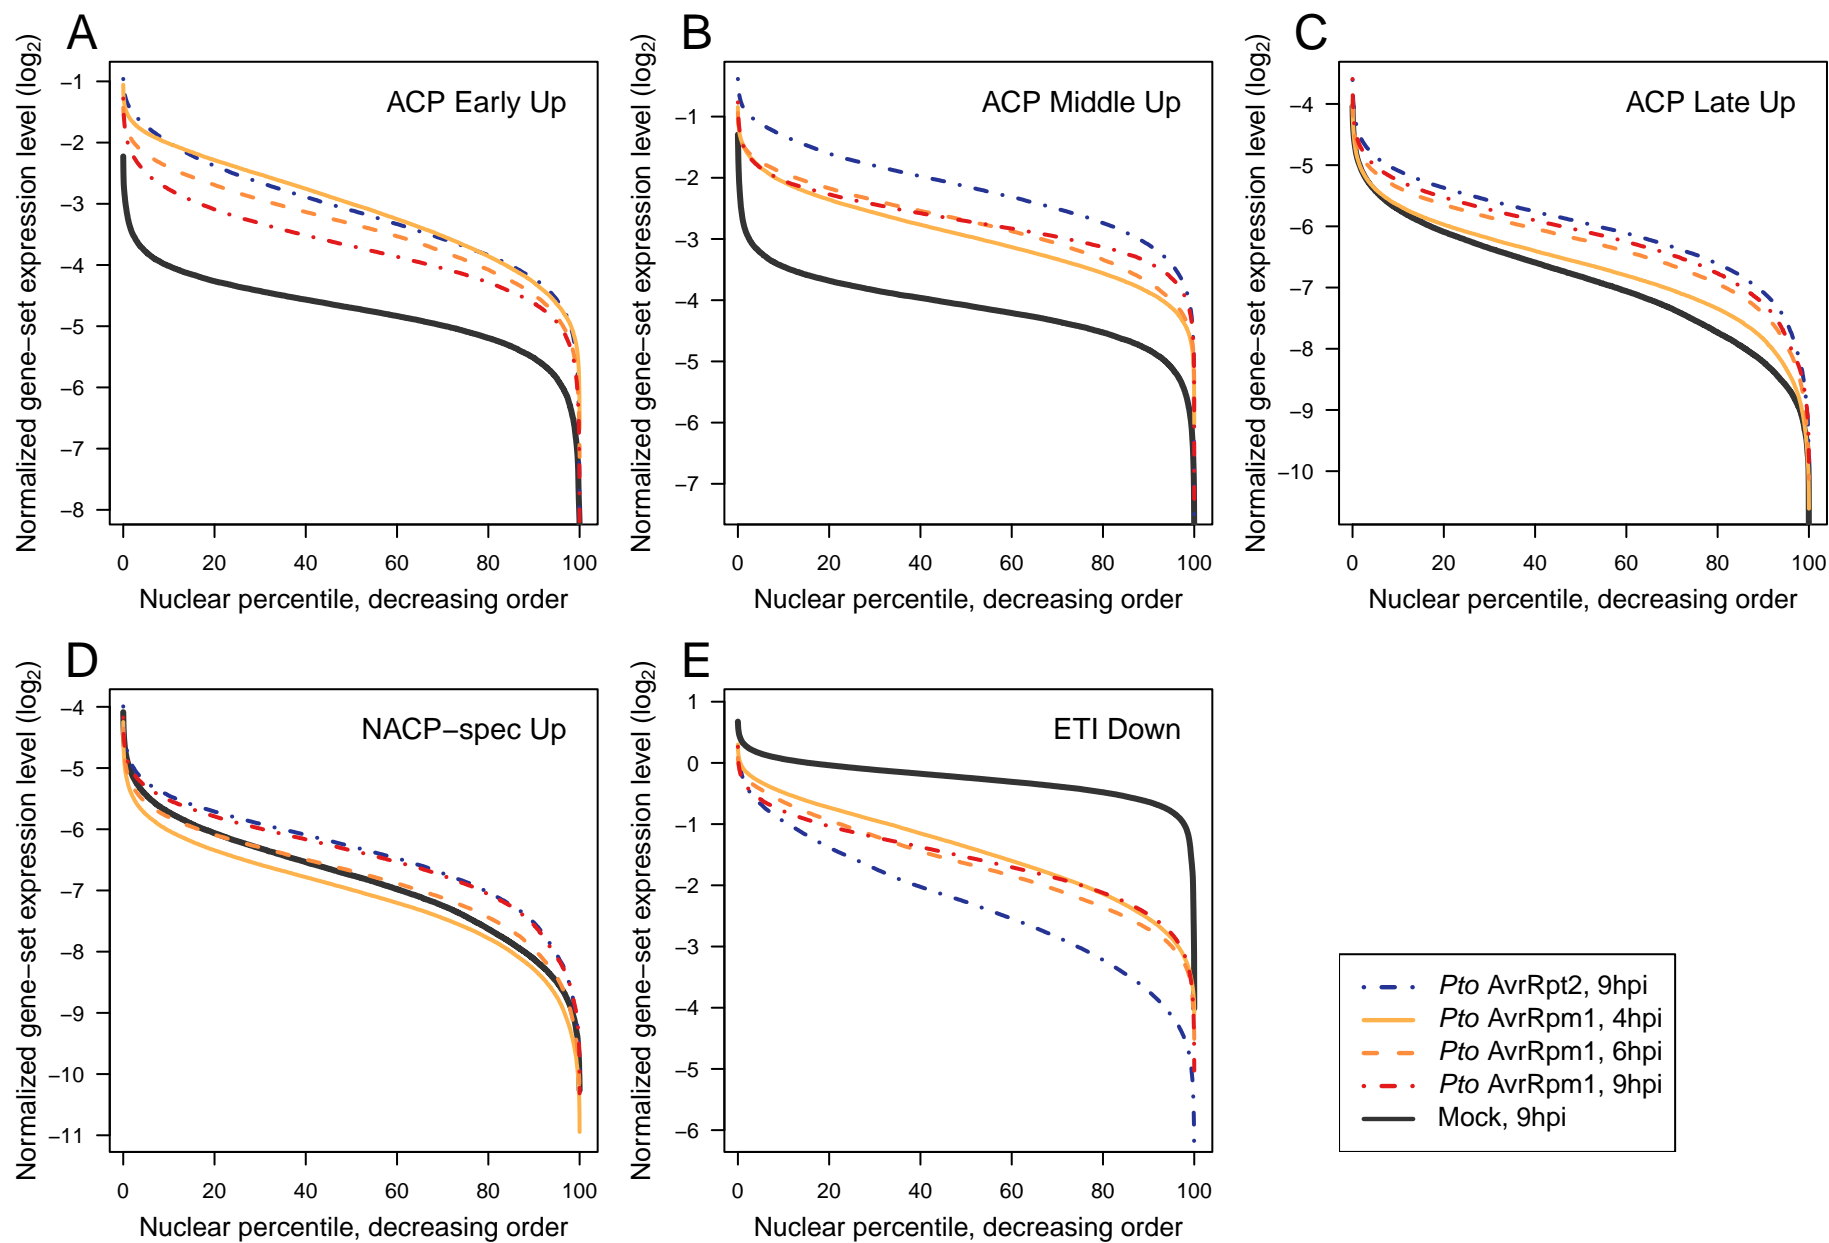 A
ACP Early Up
Normalized gene−set expression level (log2)
−1
−2
−3
−4
−5
−6
−7
−8
0 20 40 60 80 100
Nuclear percentile, decreasing order
B
ACP Middle Up
Normalized gene−set expression level (log2)
−1
−2
−3
−4
−5
−6
−7
0 20 40 60 80 100
Nuclear percentile, decreasing order
C
ACP Late Up
Normalized gene−set expression level (log2)
−4
−5
−6
−7
−8
−9
−10
0 20 40 60 80 100
Nuclear percentile, decreasing order
D
NACP−spec Up
Normalized gene−set expression level (log2)
−4
−5
−6
−7
−8
−9
−10
−11
0 20 40 60 80 100
Nuclear percentile, decreasing order
E
ETI Down
Normalized gene−set expression level (log2)
1
0
−1
−2
−3
−4
−5
−6
0 20 40 60 80 100
Nuclear percentile, decreasing order
Pto AvrRpt2, 9hpi
Pto AvrRpm1, 4hpi
Pto AvrRpm1, 6hpi
Pto AvrRpm1, 9hpi
Mock, 9hpi